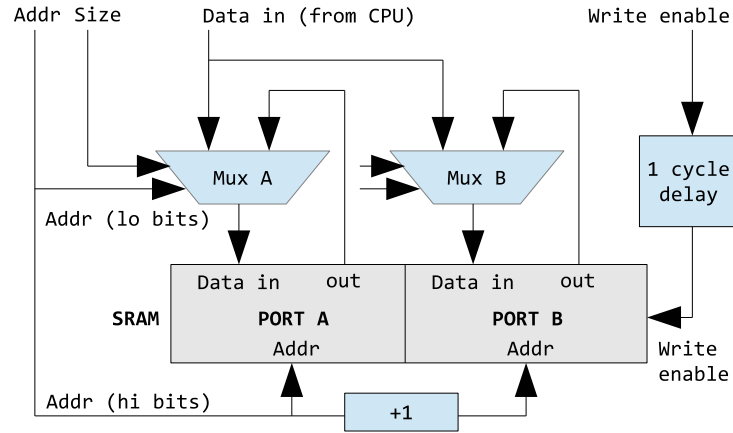 Addr Size
Data in (from CPU)
Write enable
Mux A
Mux B
1 cycle
delay
Addr (lo bits)
Data in
out
Data in
out
SRAM
PORT A
PORT B
Addr
Addr
Write
enable
Addr (hi bits)
+1